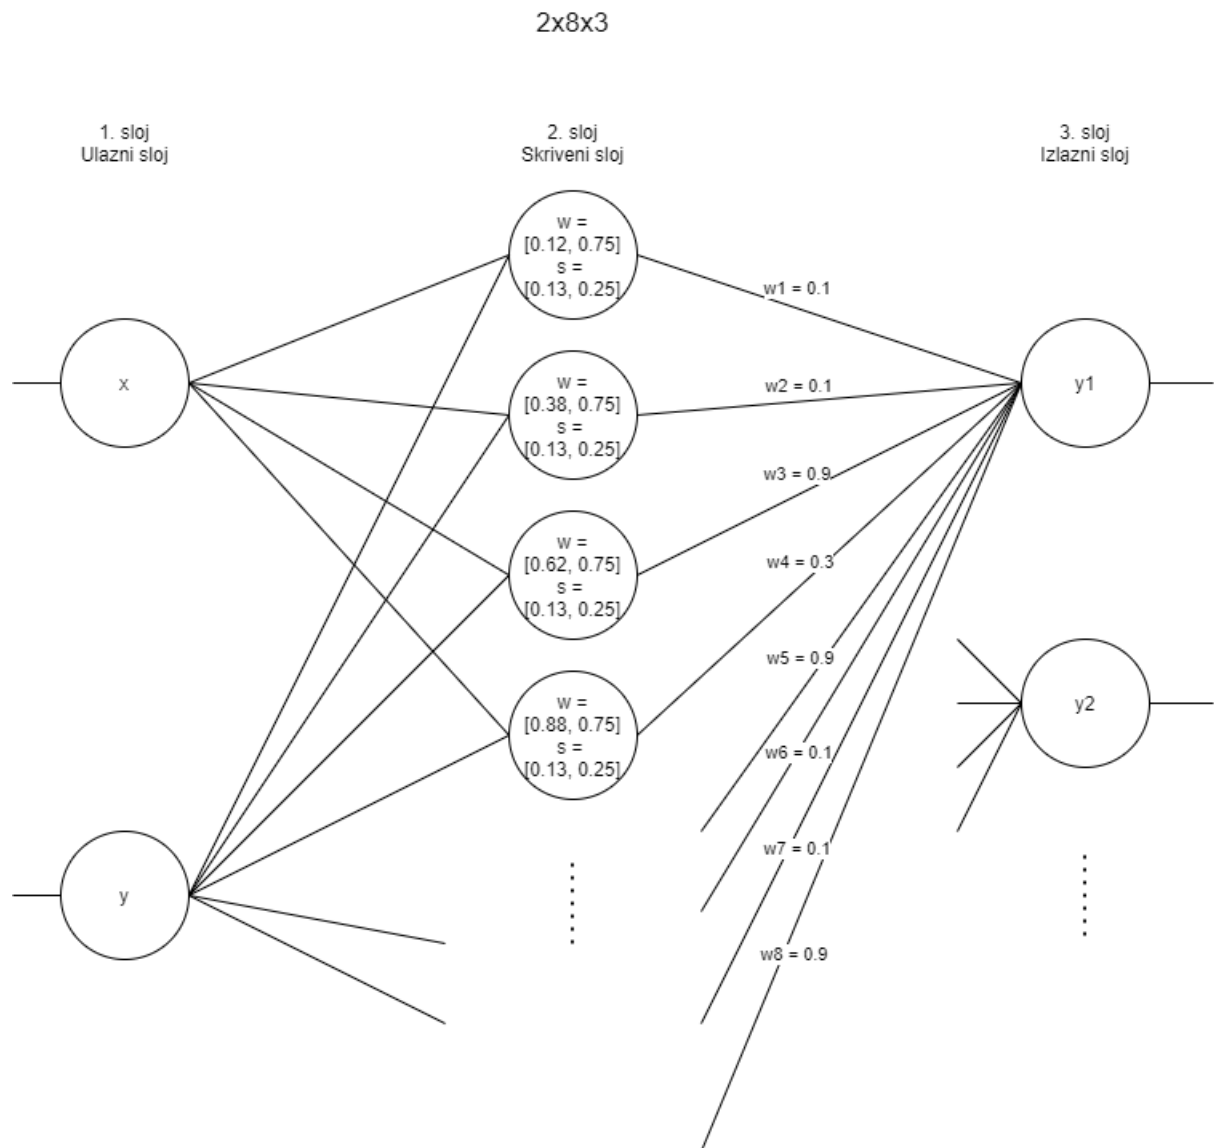 2x8x3
1. sloj
Ulazni sloj
2. sloj
Skriveni sloj
3. sloj
Izlazni sloj
w =
[0.12, 0.75]
s =
[0.13, 0.25]
w1 = 0.1
x
w =
[0.38, 0.75]
s =
[0.13, 0.25]
w2 = 0.1
y1
w3 = 0.9
w =
[0.62, 0.75]
s =
[0.13, 0.25]
w4 = 0.3
w5 = 0.9
w =
[0.88, 0.75]
s =
[0.13, 0.25]
y2
w6 = 0.1
w7 = 0.1
y
w8 = 0.9